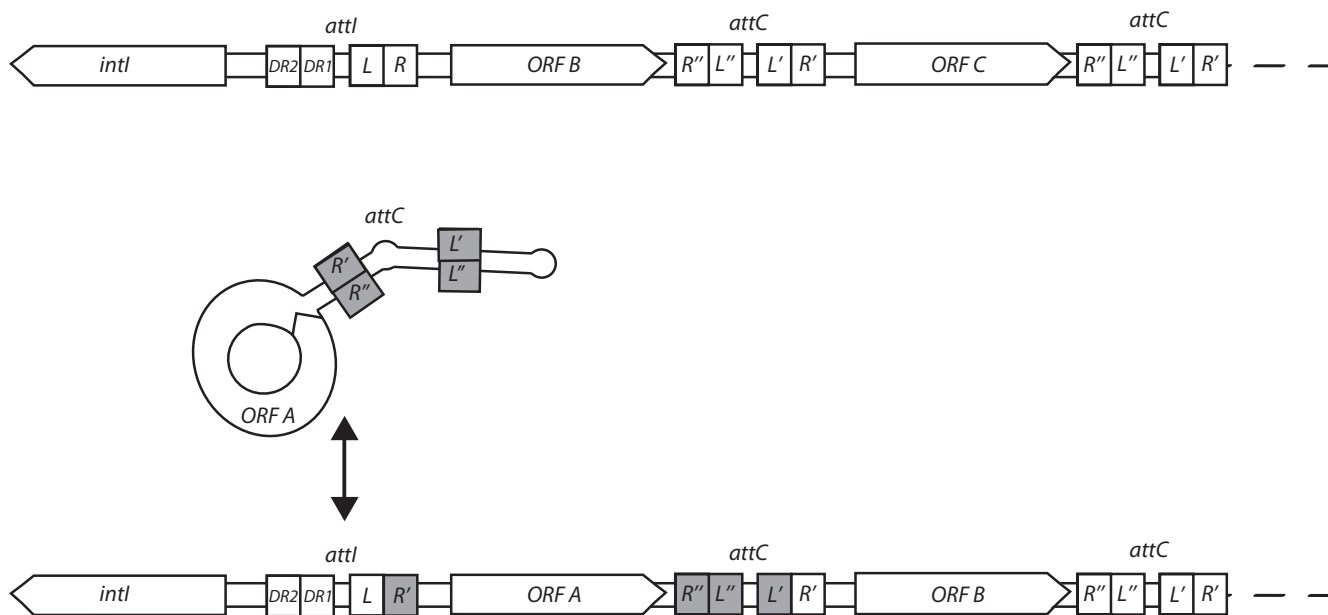 attI attC attC
intI DR2 DR1 L R ORF B R″ L″ L′ R′ ORF C R″ L″ L′ R′
attC
L′
R′
L″
R″
ORF A
attI attC attC
intI DR2 DR1 L R′ ORF A R″ L″ L′ R′ ORF B R″ L″ L′ R′